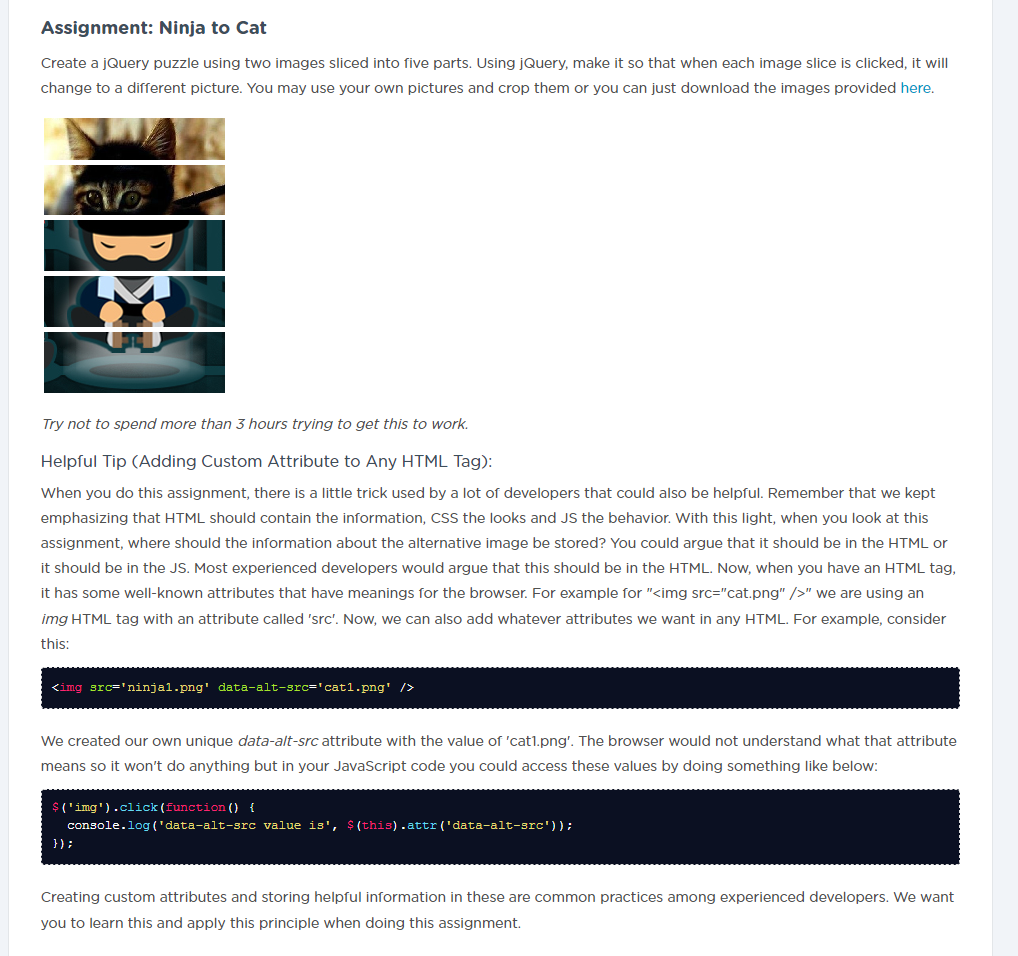 Assignment: Ninja to Cat
Create a jQuery puzzle using two images sliced into five parts. Using jQuery, make it so that when each image slice is clicked, it will
change to a different picture. You may use your own pictures and crop them or you can just download the images provided here.
Try not to spend more than 3 hours trying to get this to work.
Helpful Tip (Adding Custom Attribute to Any HTML Tag):
When you do this assignment, there is a little trick used by a lot of developers that could also be helpful. Remember that we kept
emphasizing that HTML should contain the information, CSS the looks and JS the behavior. With this light, when you look at this
assignment, where should the information about the alternative image be stored? You could argue that it should be in the HTML or
it should be in the JS. Most experienced developers would argue that this should be in the HTML. Now, when you have an HTML tag,
it has some well-known attributes that have meanings for the browser. For example for "<img src="cat.png" />" we are using an
img HTML tag with an attribute called 'src'. Now, we can also add whatever attributes we want in any HTML. For example, consider
this:
<img src='ninja1.png' data-alt-src='cat1.png' />
We created our own unique data-alt-src attribute with the value of 'cat1.png'. The browser would not understand what that attribute
means so it won't do anything but in your JavaScript code you could access these values by doing something like below:
$('img').click(function() {
  console.log('data-alt-src value is', $(this).attr('data-alt-src'));
});
Creating custom attributes and storing helpful information in these are common practices among experienced developers. We want
you to learn this and apply this principle when doing this assignment.